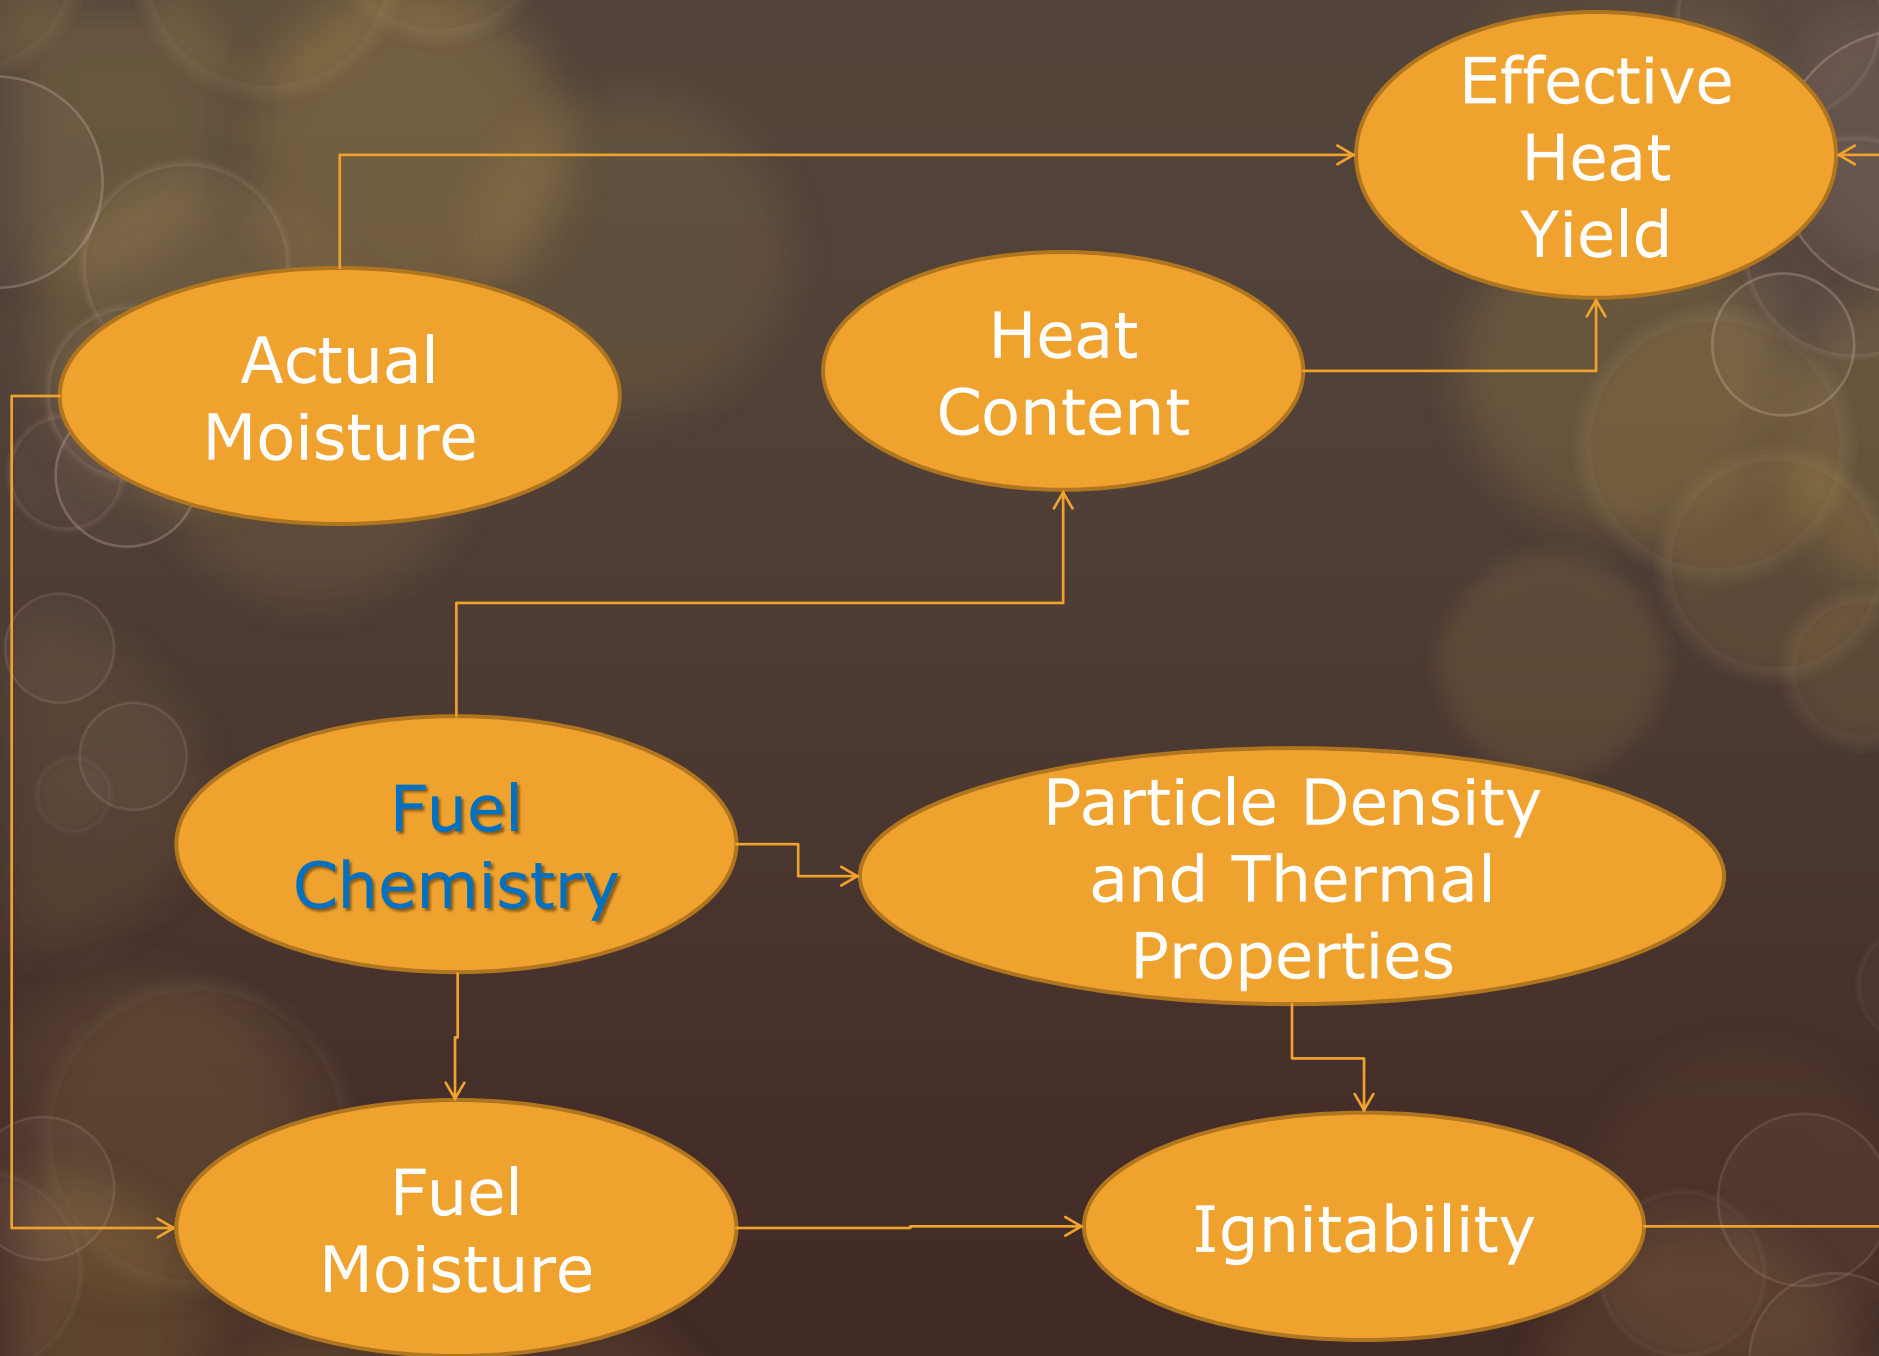 Effective
Heat
Yield
Actual
Moisture
Heat
Content
Fuel
Chemistry
Particle Density
and Thermal
Properties
Fuel
Moisture
Ignitability